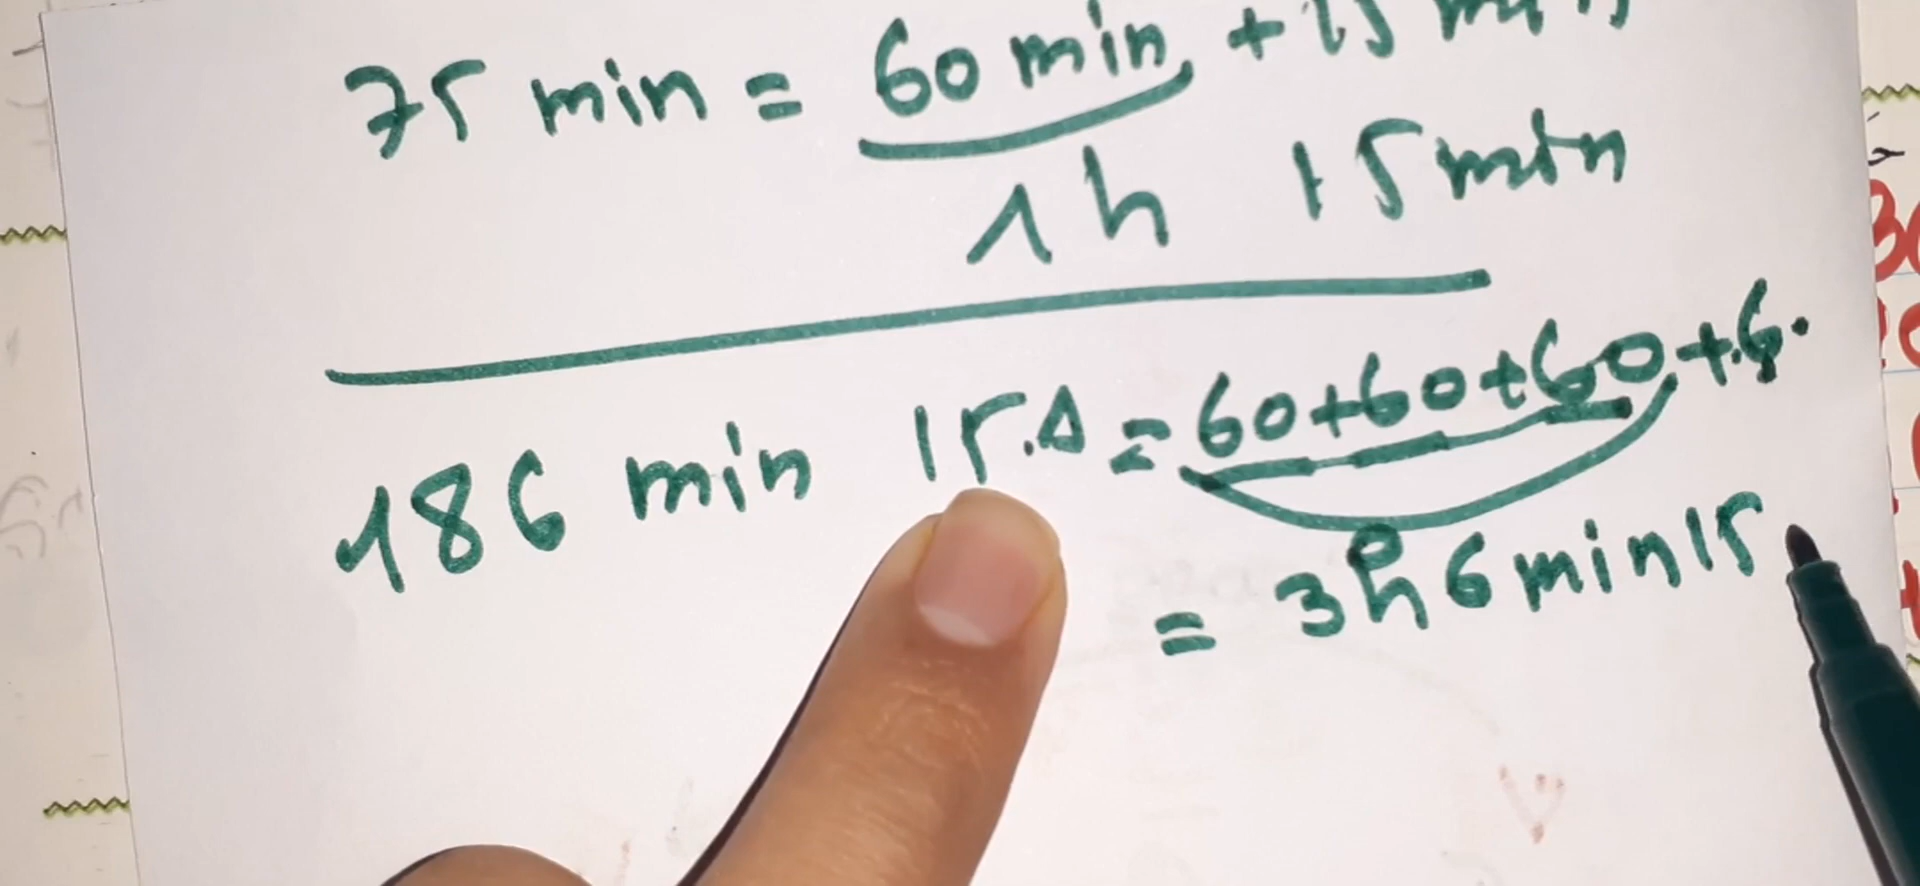 75 min = 60 min + 15 min
1 h 15 min
186 min 15.s = 60+60+60+6.
= 3h 6 min 15